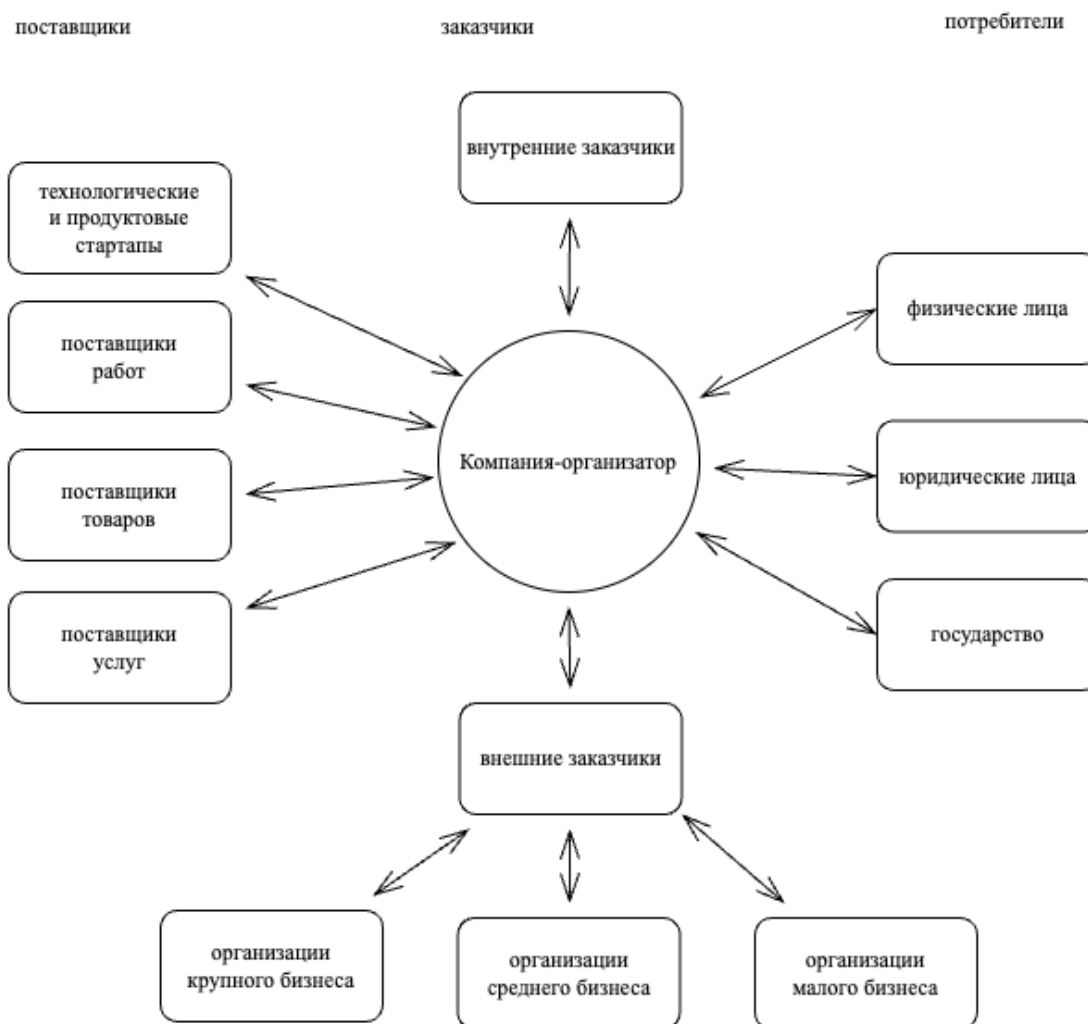 поставщики
заказчики
потребители
внутренние заказчики
технологические
и продуктовые
стартапы
физические лица
поставщики
работ
Компания-организатор
юридические лица
поставщики
товаров
государство
поставщики
услуг
внешние заказчики
организации
крупного бизнеса
организации
среднего бизнеса
организации
малого бизнеса